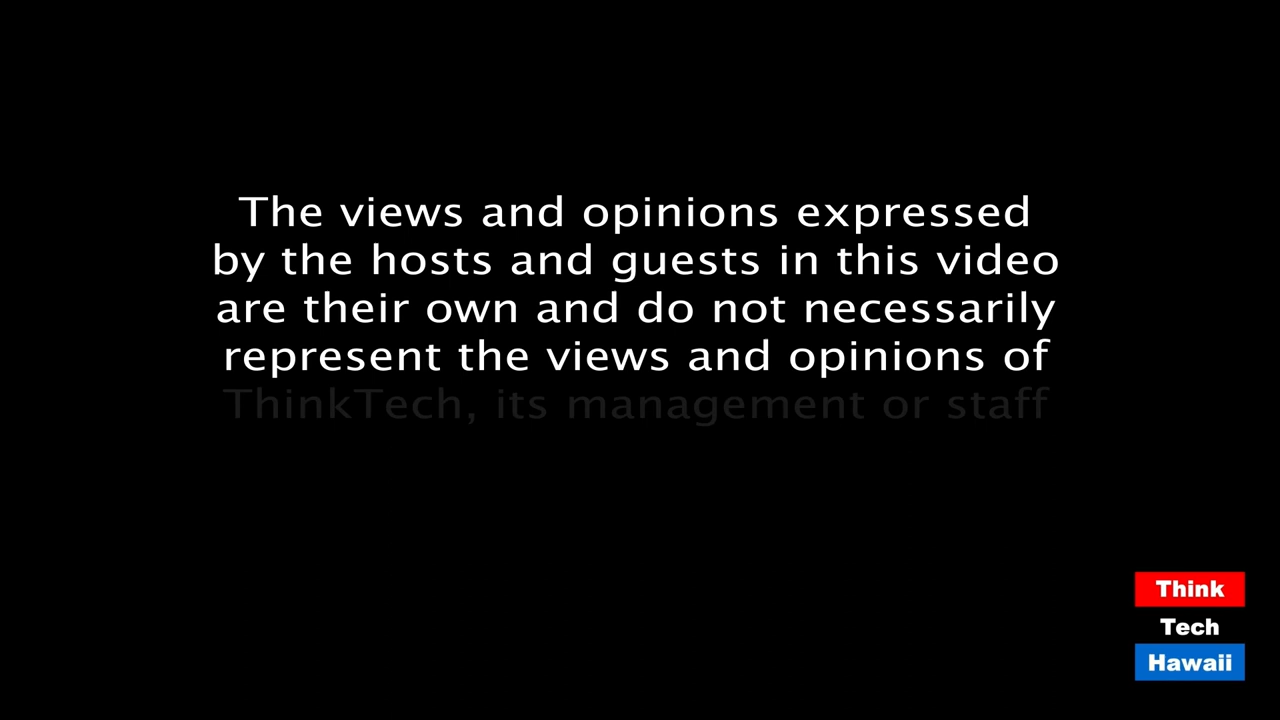 The views and opinions expressed
by the hosts and guests in this video
are their own and do not necessarily
represent the views and opinions of
ThinkTech, its management or staff
Think
Tech
Hawaii